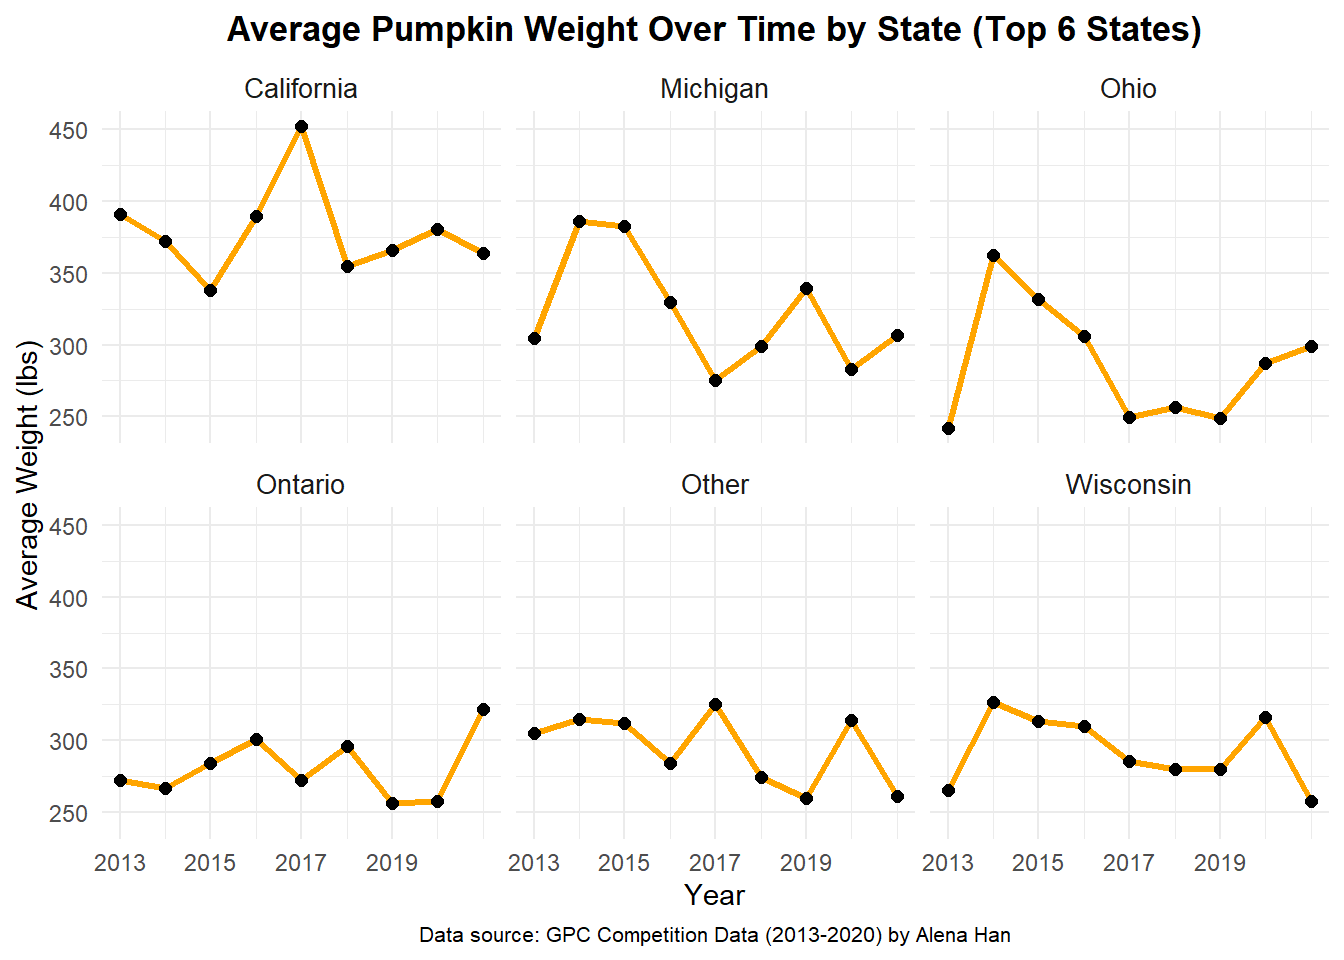 Average Pumpkin Weight Over Time by State (Top 6 States)
California
Michigan
Ohio
450
400
350
300
250
Average Weight (lbs)
Ontario
Other
Wisconsin
450
400
350
300
250
2013 2015 2017 2019
2013 2015 2017 2019
2013 2015 2017 2019
Year
Data source: GPC Competition Data (2013-2020) by Alena Han